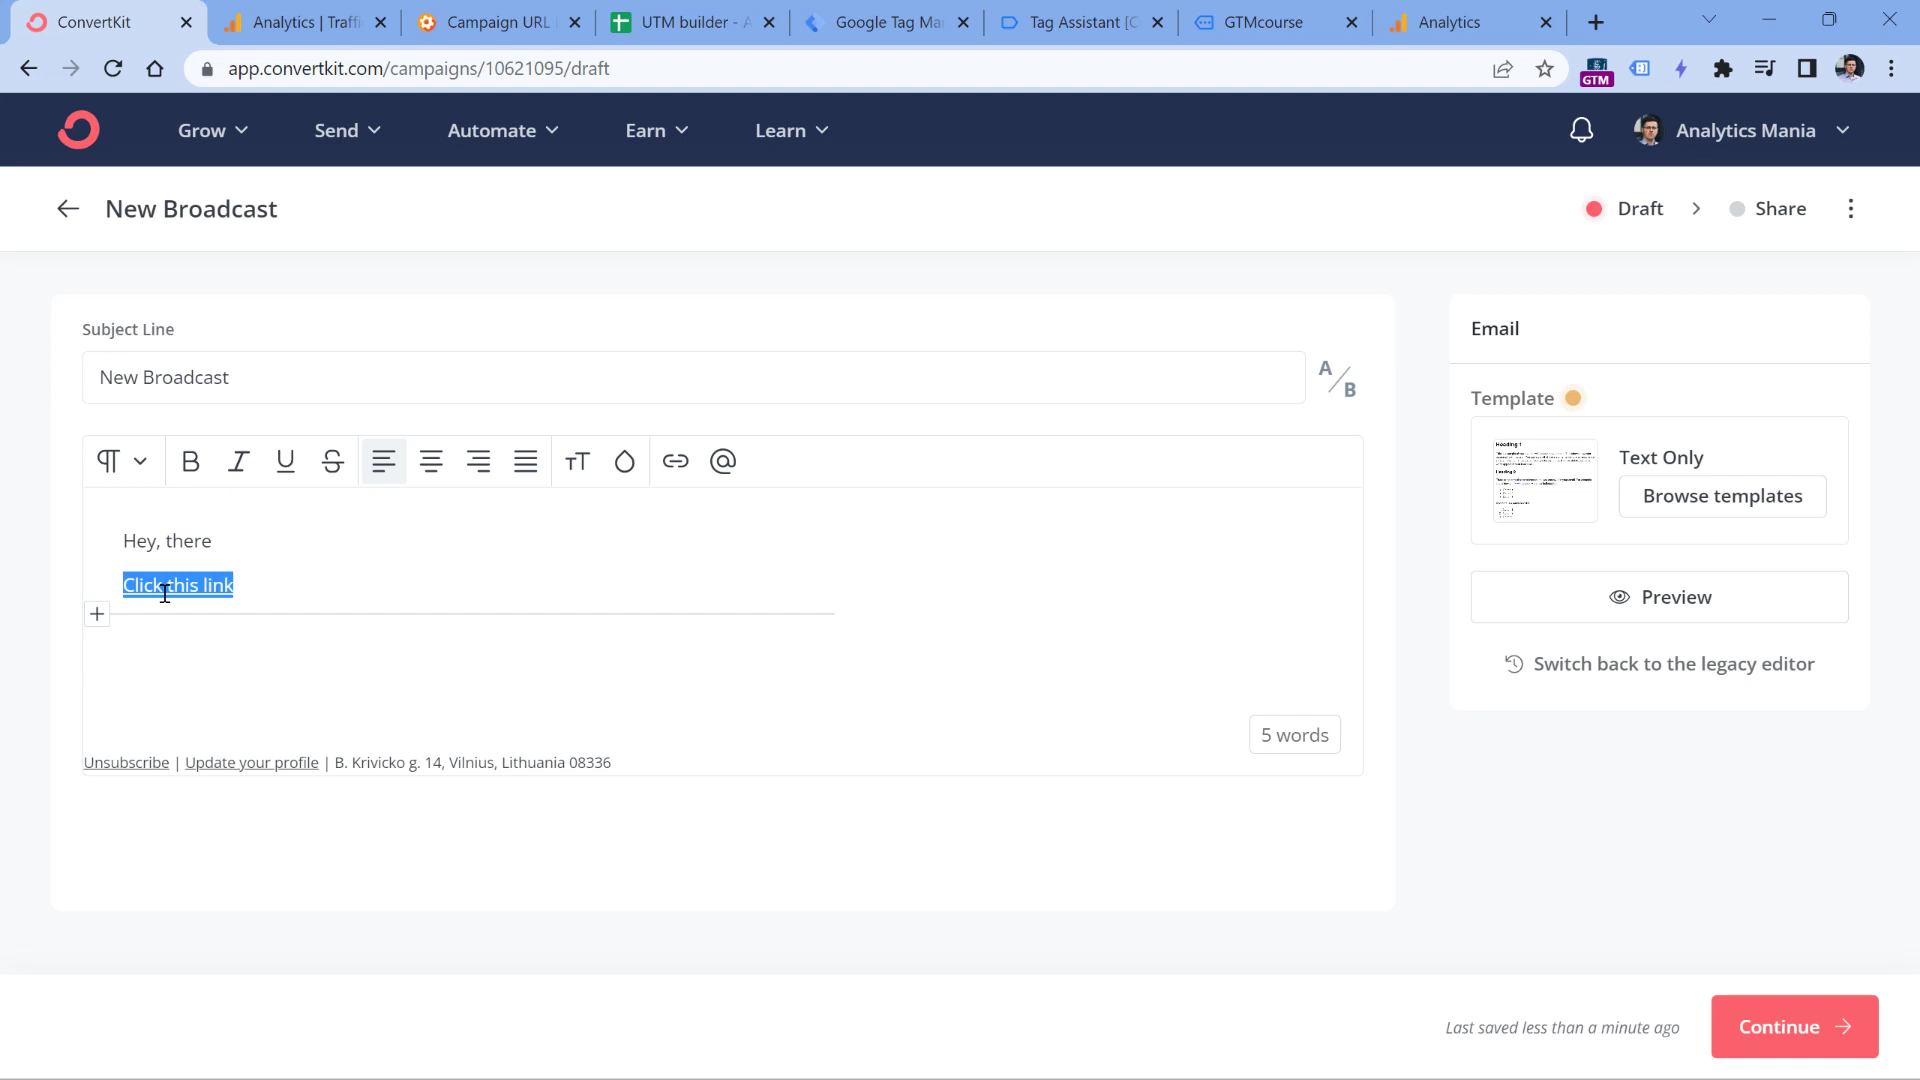 ConvertKit
Analytics | Traffi
Campaign URL
UTM builder - A
Google Tag Ma
Tag Assistant [C
GTMcourse
Analytics
app.convertkit.com/campaigns/10621095/draft
GTM
Grow
Send
Automate
Earn
Learn
Analytics Mania
New Broadcast
Draft
Share
Subject Line
New Broadcast
A/B
Email
Template
Text Only
Browse templates
Preview
Switch back to the legacy editor
Hey, there
Click this link
5 words
Unsubscribe | Update your profile | B. Krivicko g. 14, Vilnius, Lithuania 08336
Last saved less than a minute ago
Continue